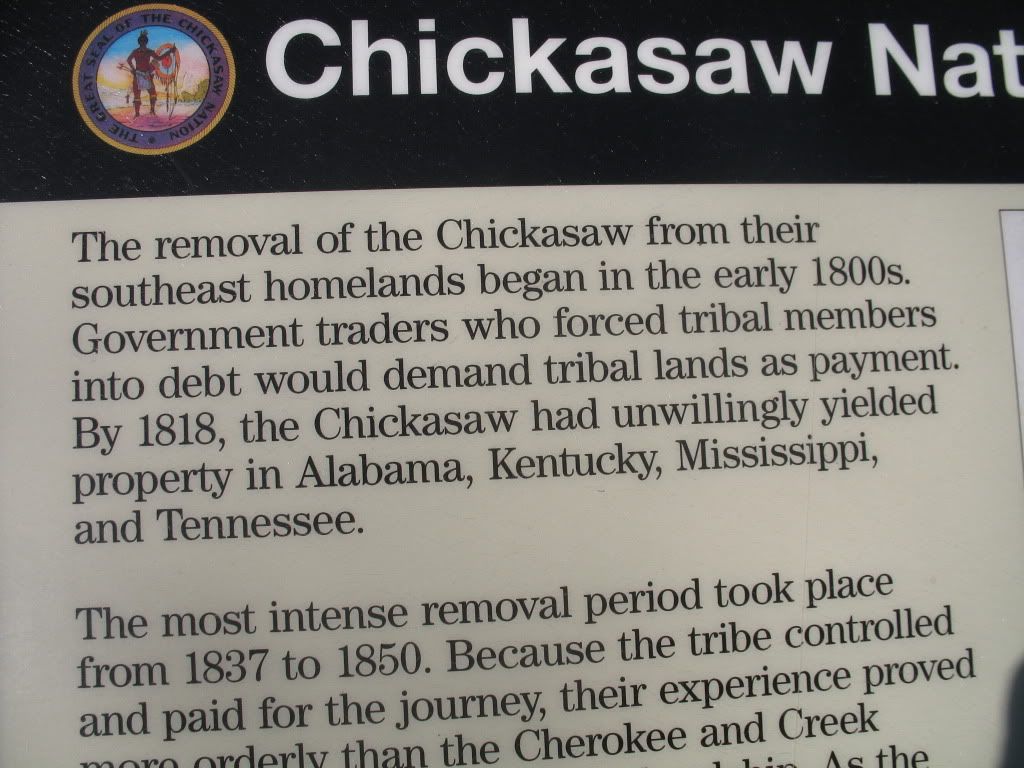 THE GREAT SEAL OF THE CHICKASAW NATION
Chickasaw Nat
The removal of the Chickasaw from their
southeast homelands began in the early 1800s.
Government traders who forced tribal members
into debt would demand tribal lands as payment.
By 1818, the Chickasaw had unwillingly yielded
property in Alabama, Kentucky, Mississippi,
and Tennessee.
The most intense removal period took place
from 1837 to 1850. Because the tribe controlled
and paid for the journey, their experience proved
more orderly than the Cherokee and Creek
As the